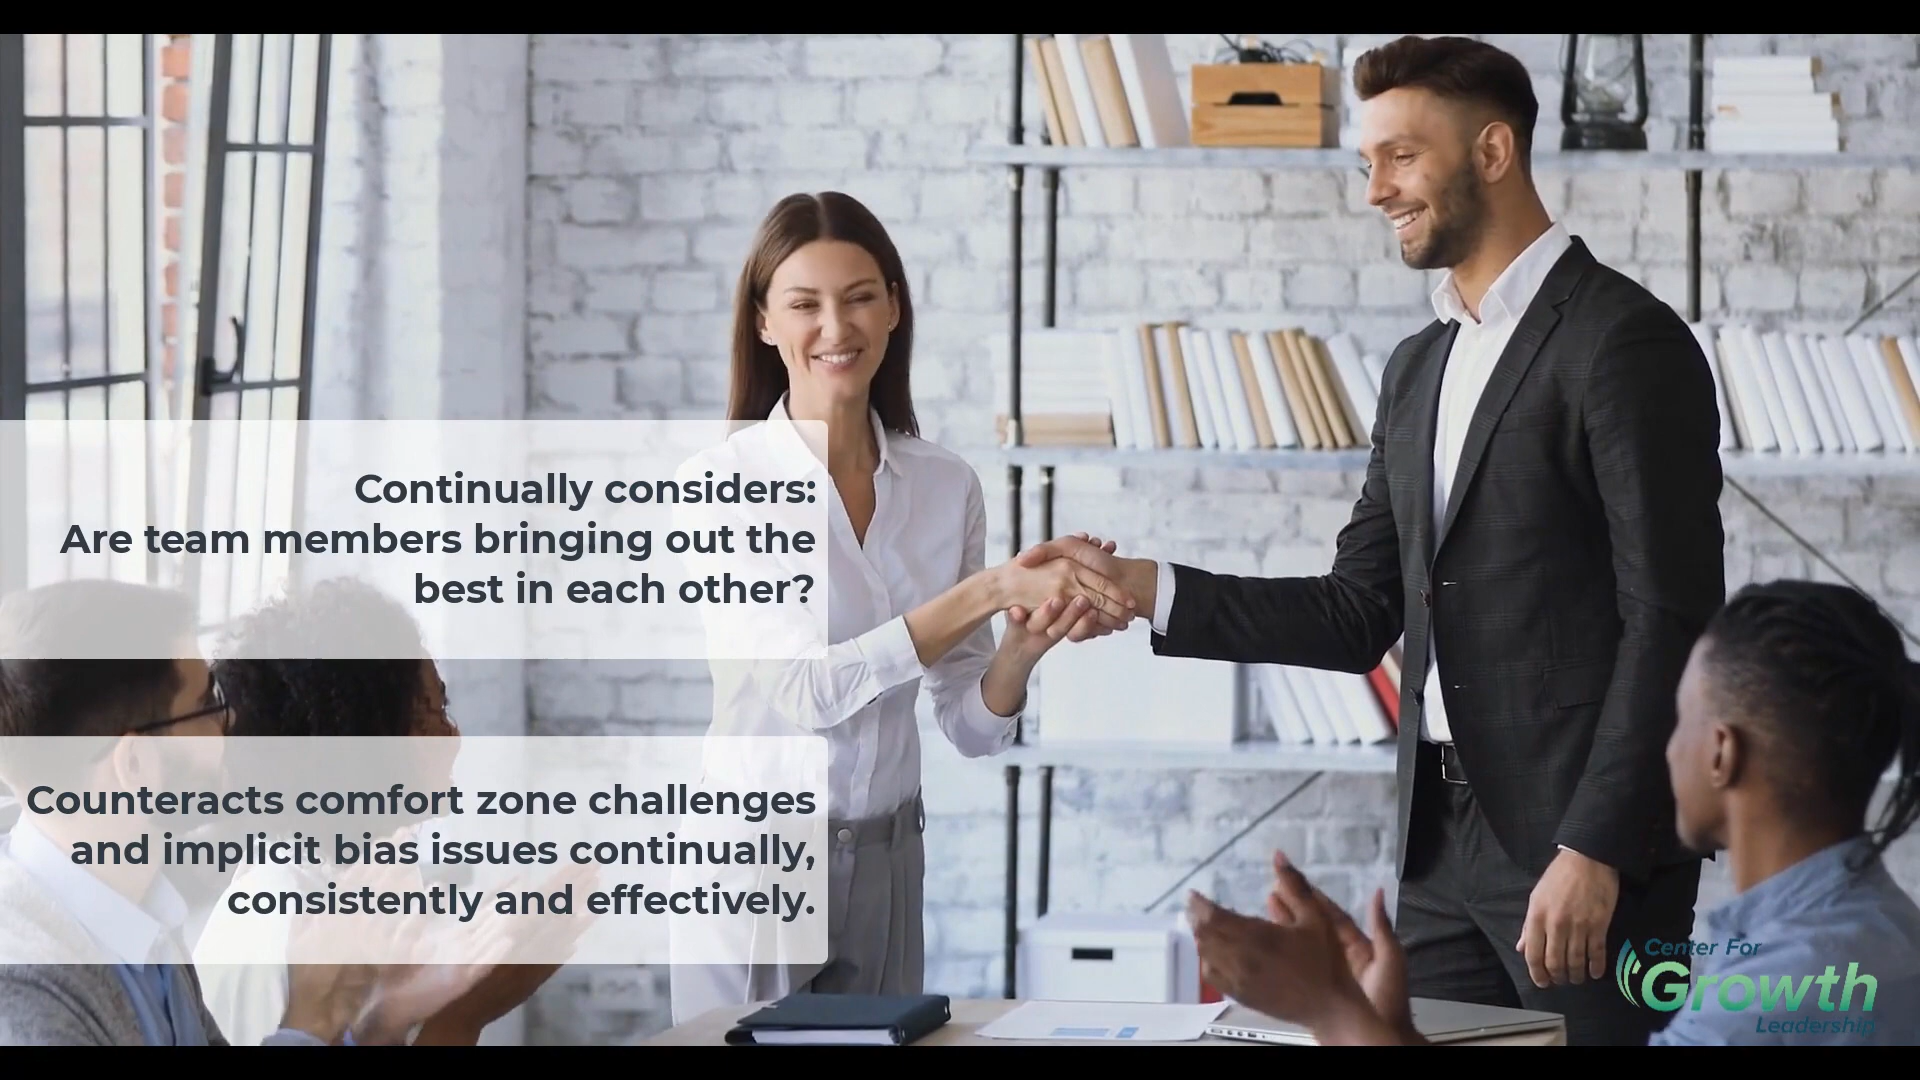 Continually considers:
Are team members bringing out the
best in each other?
Counteracts comfort zone challenges
and implicit bias issues continually,
consistently and effectively.
Center For
Growth
Leadership